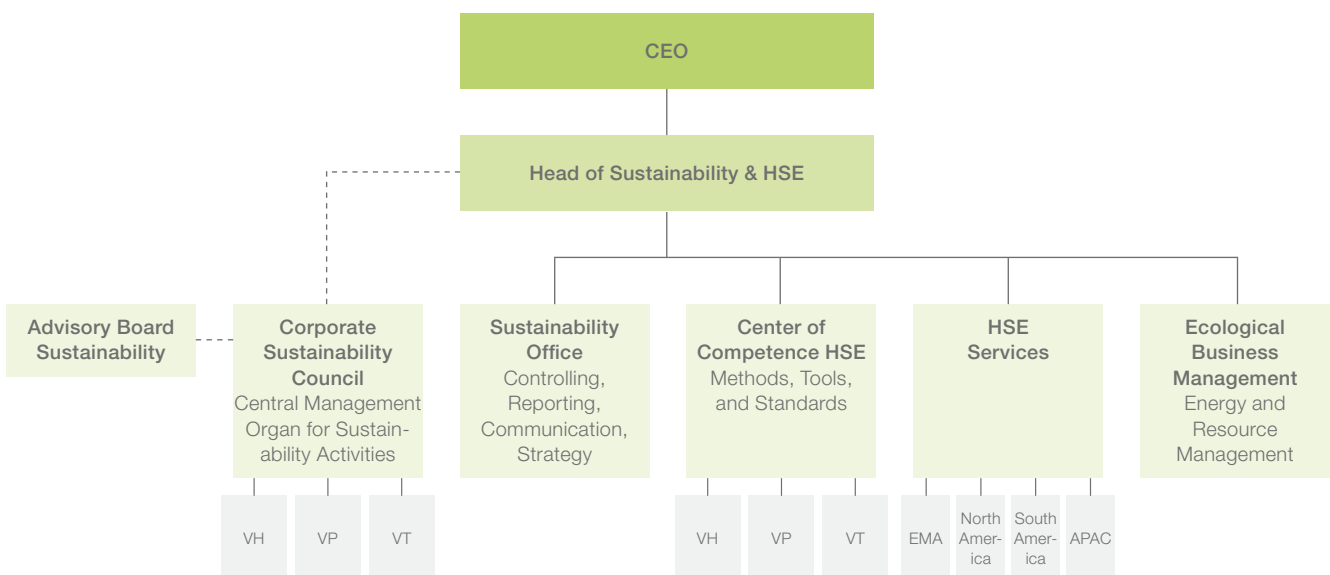 CEO
Head of Sustainability & HSE
Advisory Board
Sustainability
Corporate
Sustainability
Council
Central Management
Organ for Sustain-
ability Activities
Sustainability
Office
Controlling,
Reporting,
Communication,
Strategy
Center of
Competence HSE
Methods, Tools,
and Standards
HSE
Services
Ecological
Business
Management
Energy and
Resource
Management
VH
VP
VT
VH
VP
VT
EMA
North
Amer-
ica
South
Amer-
ica
APAC